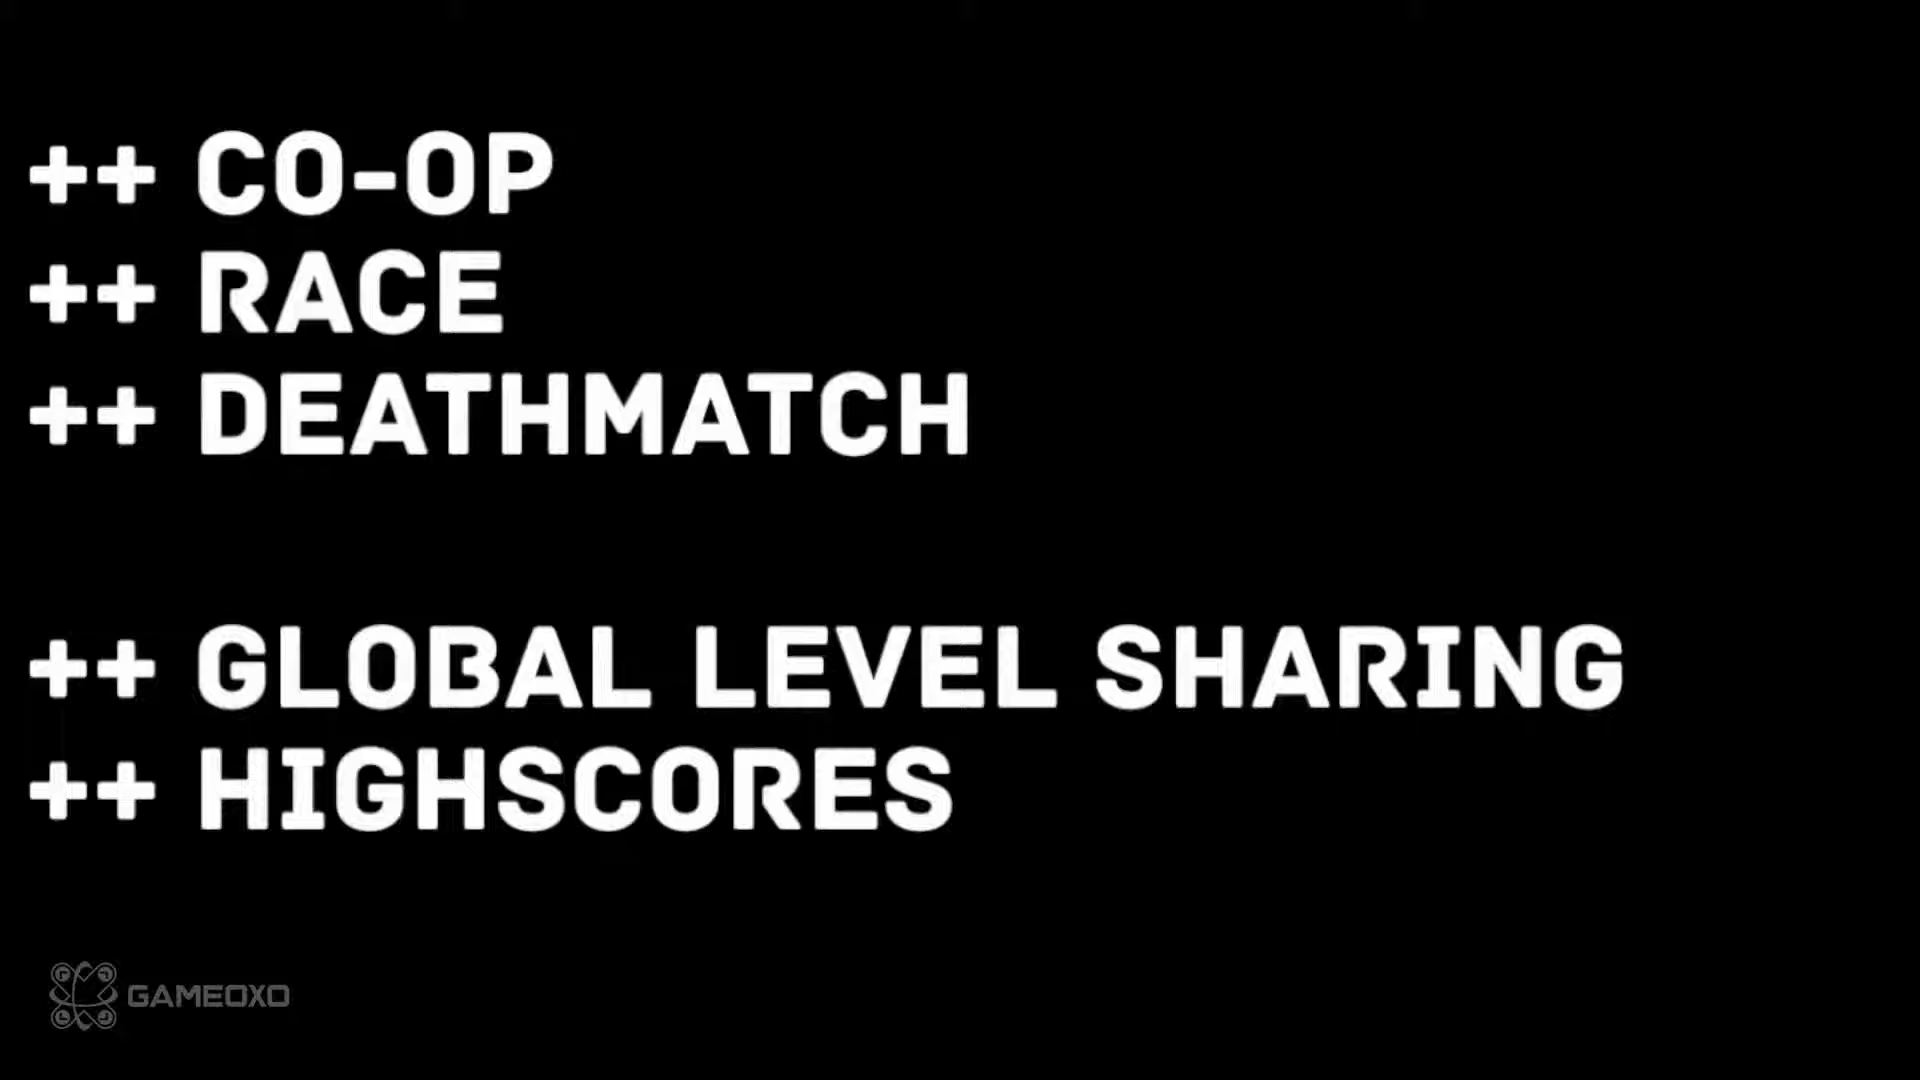 ++ CO-OP
++ RACE
++ DEATHMATCH
++ GLOBAL LEVEL SHARING
++ HIGHSCORES
GAMEOXO